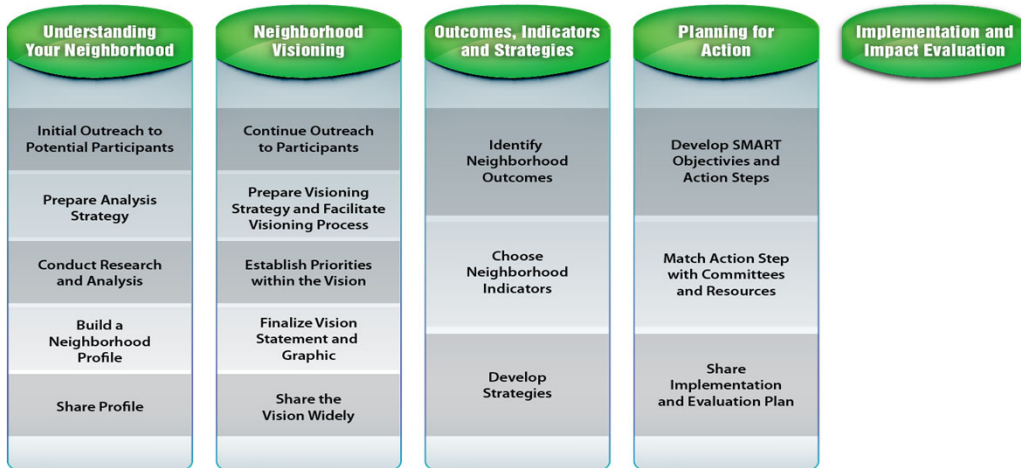 Understanding
Your Neighborhood
Initial Outreach to
Potential Participants
Prepare Analysis
Strategy
Conduct Research
and Analysis
Build a
Neighborhood
Profile
Share Profile
Neighborhood
Visioning
Continue Outreach
to Participants
Prepare Visioning
Strategy and Facilitate
Visioning Process
Establish Priorities
within the Vision
Finalize Vision
Statement and
Graphic
Share the
Vision Widely
Outcomes, Indicators
and Strategies
Identify
Neighborhood
Outcomes
Choose
Neighborhood
Indicators
Develop
Strategies
Planning for
Action
Develop SMART
Objectivies and
Action Steps
Match Action Step
with Committees
and Resources
Share
Implementation
and Evaluation Plan
Implementation and
Impact Evaluation